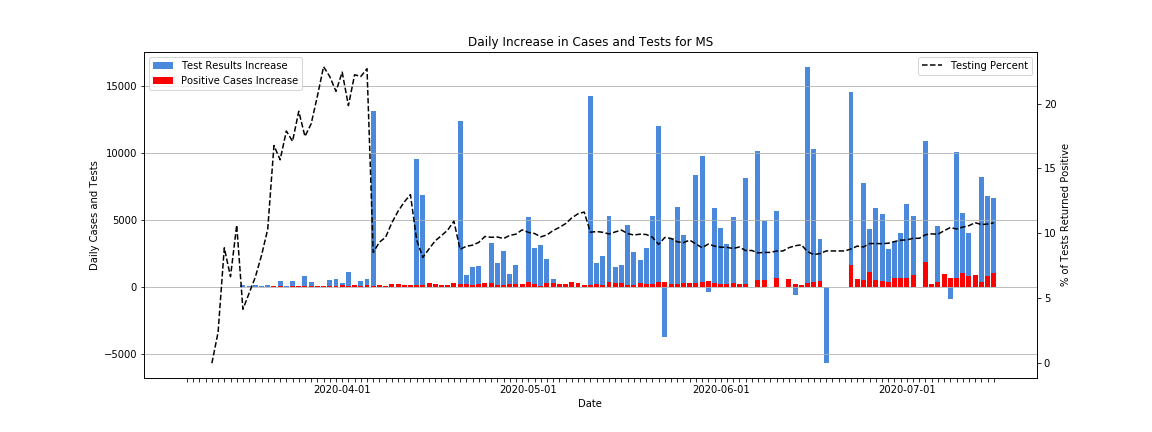 Daily Increase in Cases and Tests for MS
Test Results Increase
Positive Cases Increase
Testing Percent
15000
10000
5000
0
−5000
Daily Cases and Tests
20
15
10
5
0
% of Tests Returned Positive
2020-04-01
2020-05-01
2020-06-01
2020-07-01
Date